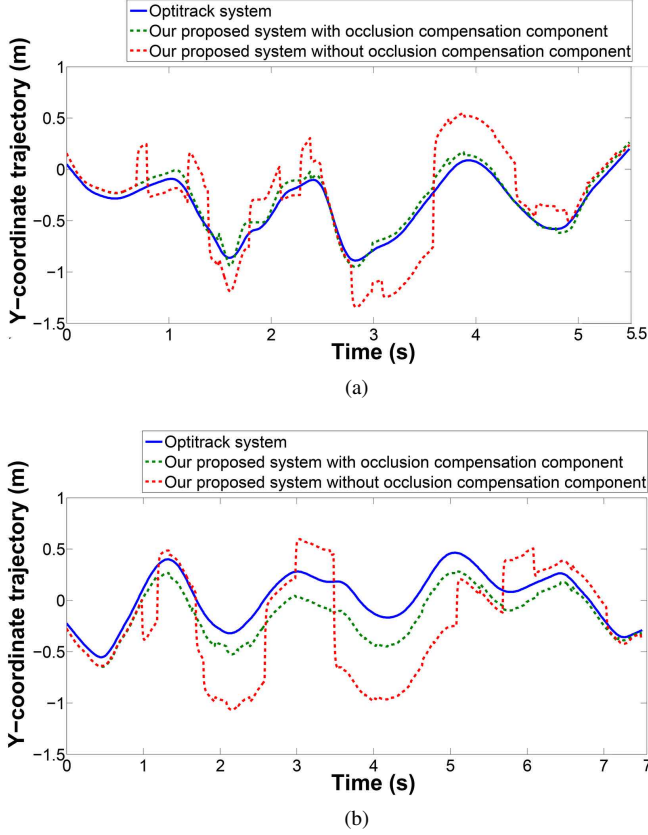 (a)
Optitrack system
Our proposed system with occlusion compensation component
Our proposed system without occlusion compensation component
Y−coordinate trajectory (m)
1
0.5
0
−0.5
−1
−1.5
0 1 2 3 4 5 5.5
Time (s)
(a)
Optitrack system
Our proposed system with occlusion compensation component
Our proposed system without occlusion compensation component
Y−coordinate trajectory (m)
1
0.5
0
−0.5
−1
−1.5
0 1 2 3 4 5 6 7 7
Time (s)
(b)